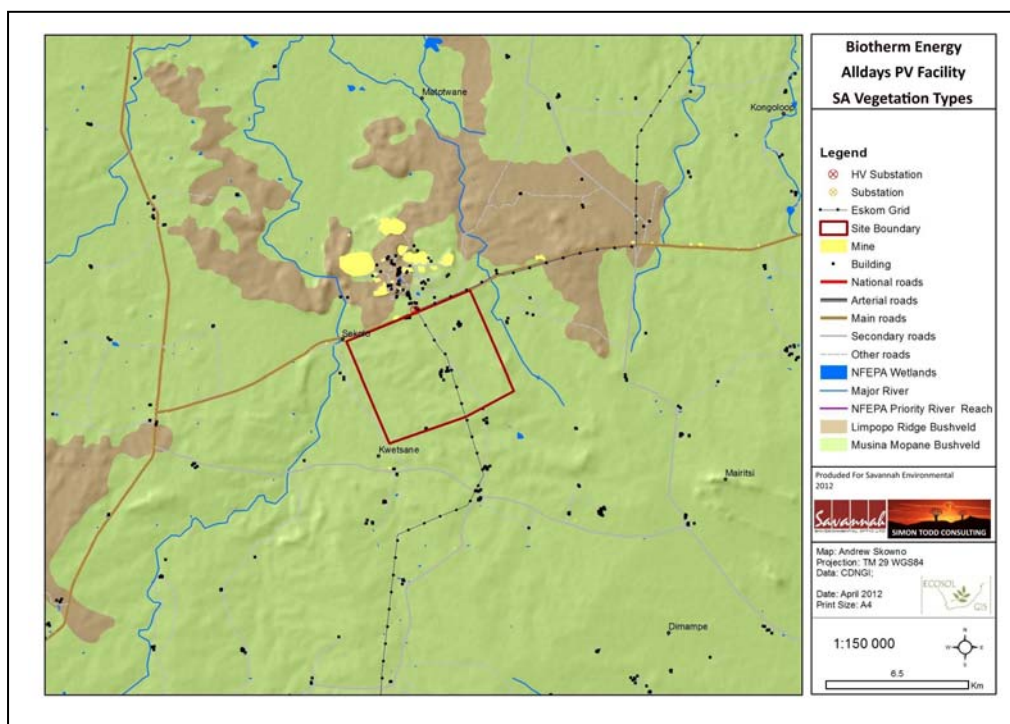 Matotwane
Kongoloop
Sekoto
Kwetsane
Mairitsi
Dimampe
Biotherm Energy
Alldays PV Facility
SA Vegetation Types
Legend
HV Substation
Substation
Eskom Grid
Site Boundary
Mine
Building
National roads
Arterial roads
Main roads
Secondary roads
Other roads
NFEPA Wetlands
Major River
NFEPA Priority River Reach
Limpopo Ridge Bushveld
Musina Mopane Bushveld
Produded For Savannah Environmental
2012
Savannah
SIMON TODD CONSULTING
Map: Andrew Skowno
Projection: TM 29 WGS84
Data: CDNGI;
Date: April 2012
Print Size: A4
ECOSOL
GIS
1:150 000
N
W E
S
6.5
Km